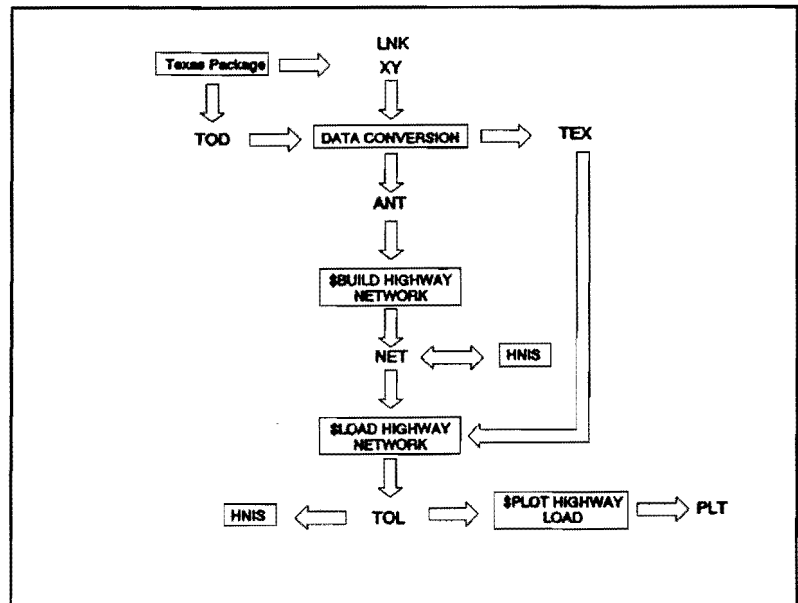 LNK
Texas Package
XY
TOD
DATA CONVERSION
TEX
ANT
$BUILD HIGHWAY
NETWORK
NET
HNIS
$LOAD HIGHWAY
NETWORK
HNIS
TOL
$PLOT HIGHWAY
LOAD
PLT